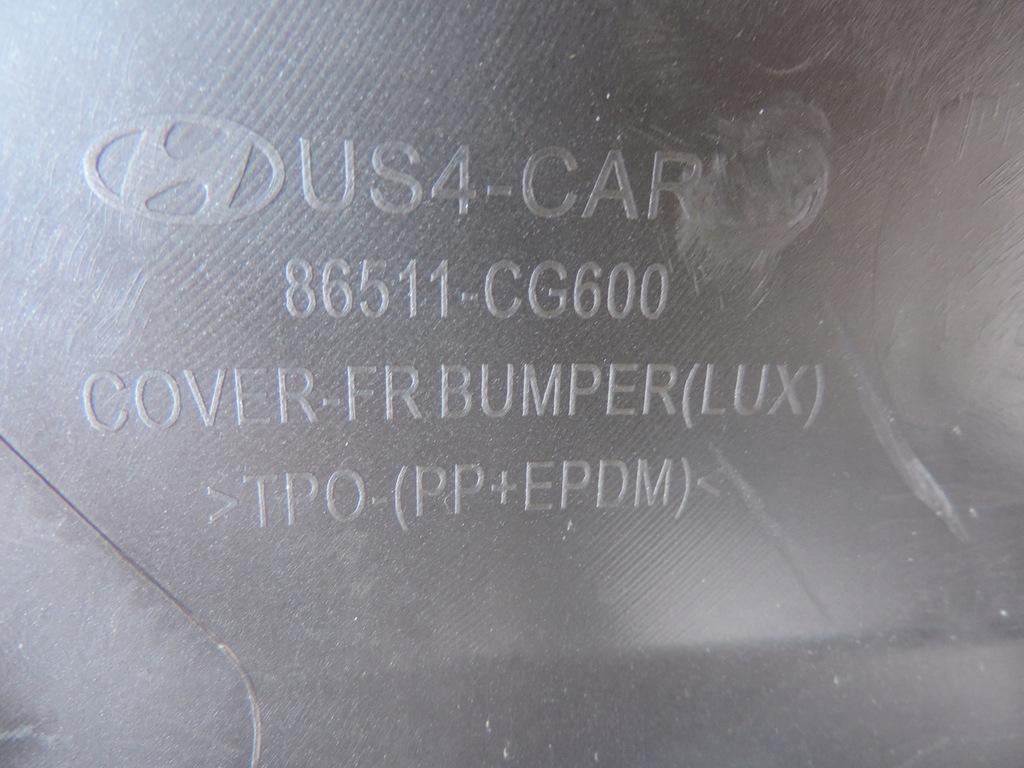 US4-CAR
86511-CG600
COVER-FR BUMPER(LUX)
>TPO-(PP+EPDM)<